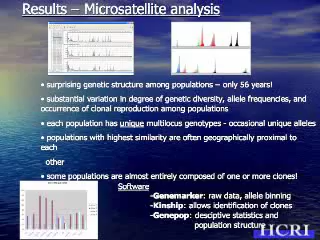 Results – Microsatellite analysis
• surprising genetic structure among populations – only 56 years!
• substantial variation in degree of genetic diversity, allele frequencies, and
occurrence of clonal reproduction among populations
• each population has unique multilocus genotypes - occasional unique alleles
• populations with highest similarity are often geographically proximal to
each
other
• some populations are almost entirely composed of one or more clones!
Software
-Genemarker: raw data, allele binning
-Kinship: allows identification of clones
-Genepop: desciptive statistics and
population structure
HCRI